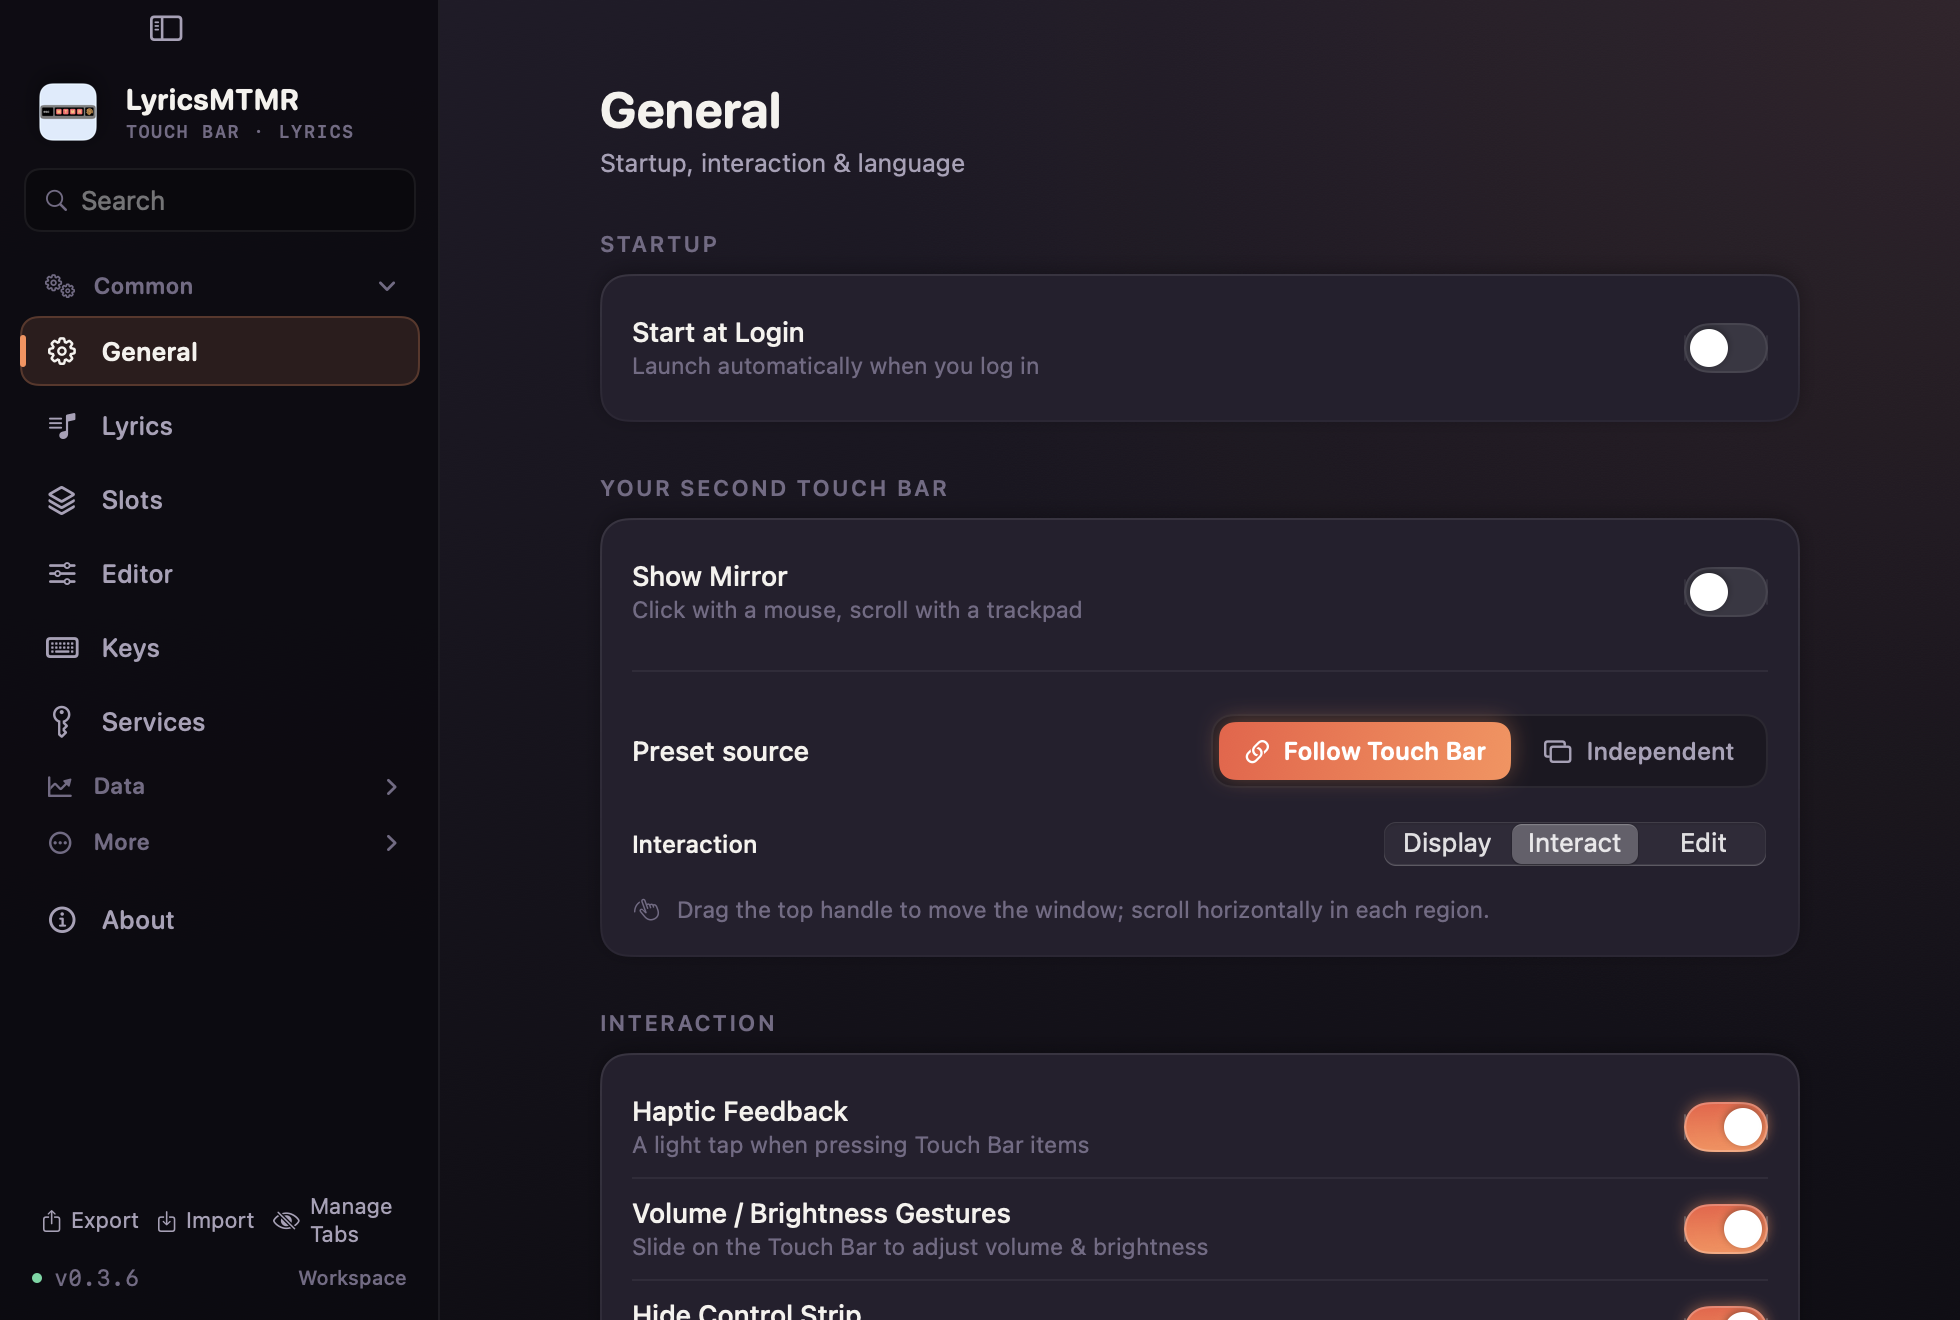 LyricsMTMR
TOUCH BAR · LYRICS
Search
Common
General
Lyrics
Slots
Editor
Keys
Services
Data
More
About
Export
Import
Manage
Tabs
v0.3.6
Workspace
General
Startup, interaction & language
STARTUP
Start at Login
Launch automatically when you log in
YOUR SECOND TOUCH BAR
Show Mirror
Click with a mouse, scroll with a trackpad
Preset source
Follow Touch Bar
Independent
Interaction
Display
Interact
Edit
Drag the top handle to move the window; scroll horizontally in each region.
INTERACTION
Haptic Feedback
A light tap when pressing Touch Bar items
Volume / Brightness Gestures
Slide on the Touch Bar to adjust volume & brightness
Hide Control Strip